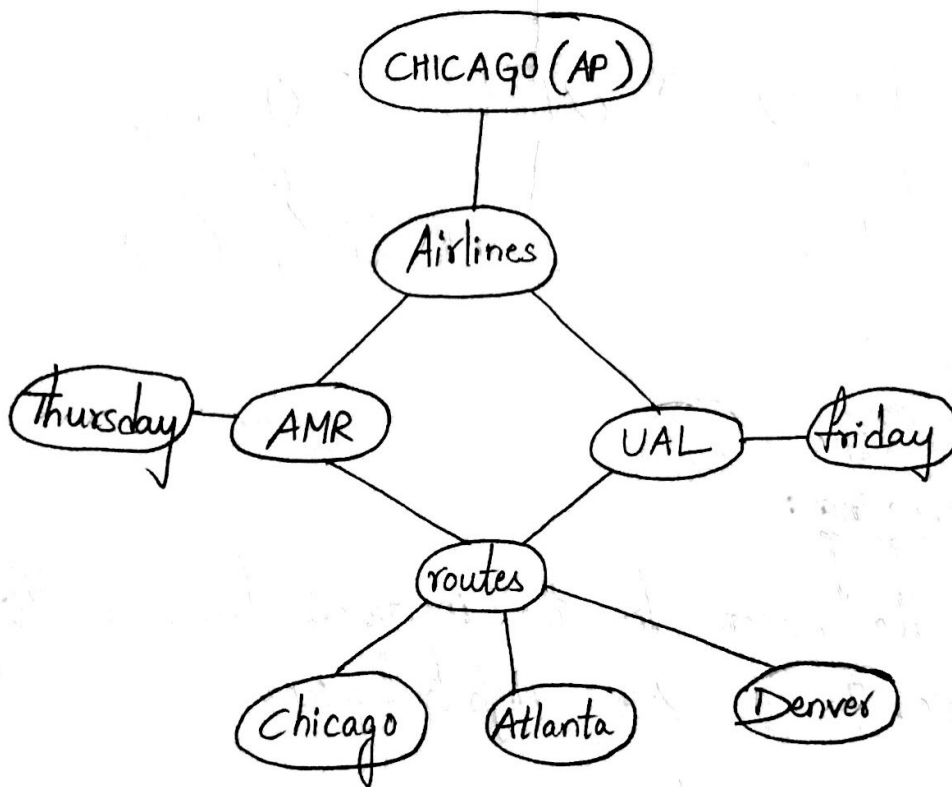 CHICAGO (AP)
Airlines
Thursday
AMR
UAL
friday
routes
Chicago
Atlanta
Denver